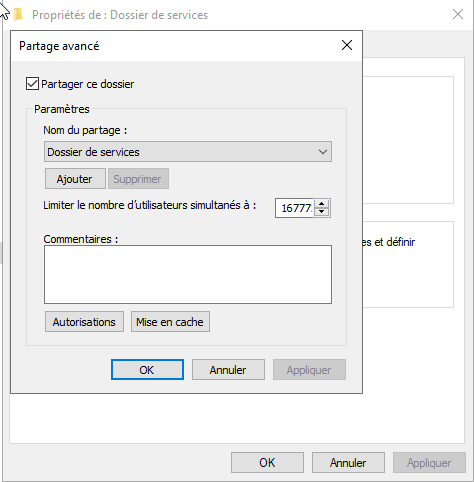 Propriétés de : Dossier de services
Partage avancé
Partager ce dossier
Paramètres
Nom du partage :
Dossier de services
Ajouter
Supprimer
Limiter le nombre d'utilisateurs simultanés à :
16777
es et définir
Commentaires :
Autorisations
Mise en cache
OK
Annuler
Appliquer
OK
Annuler
Appliquer